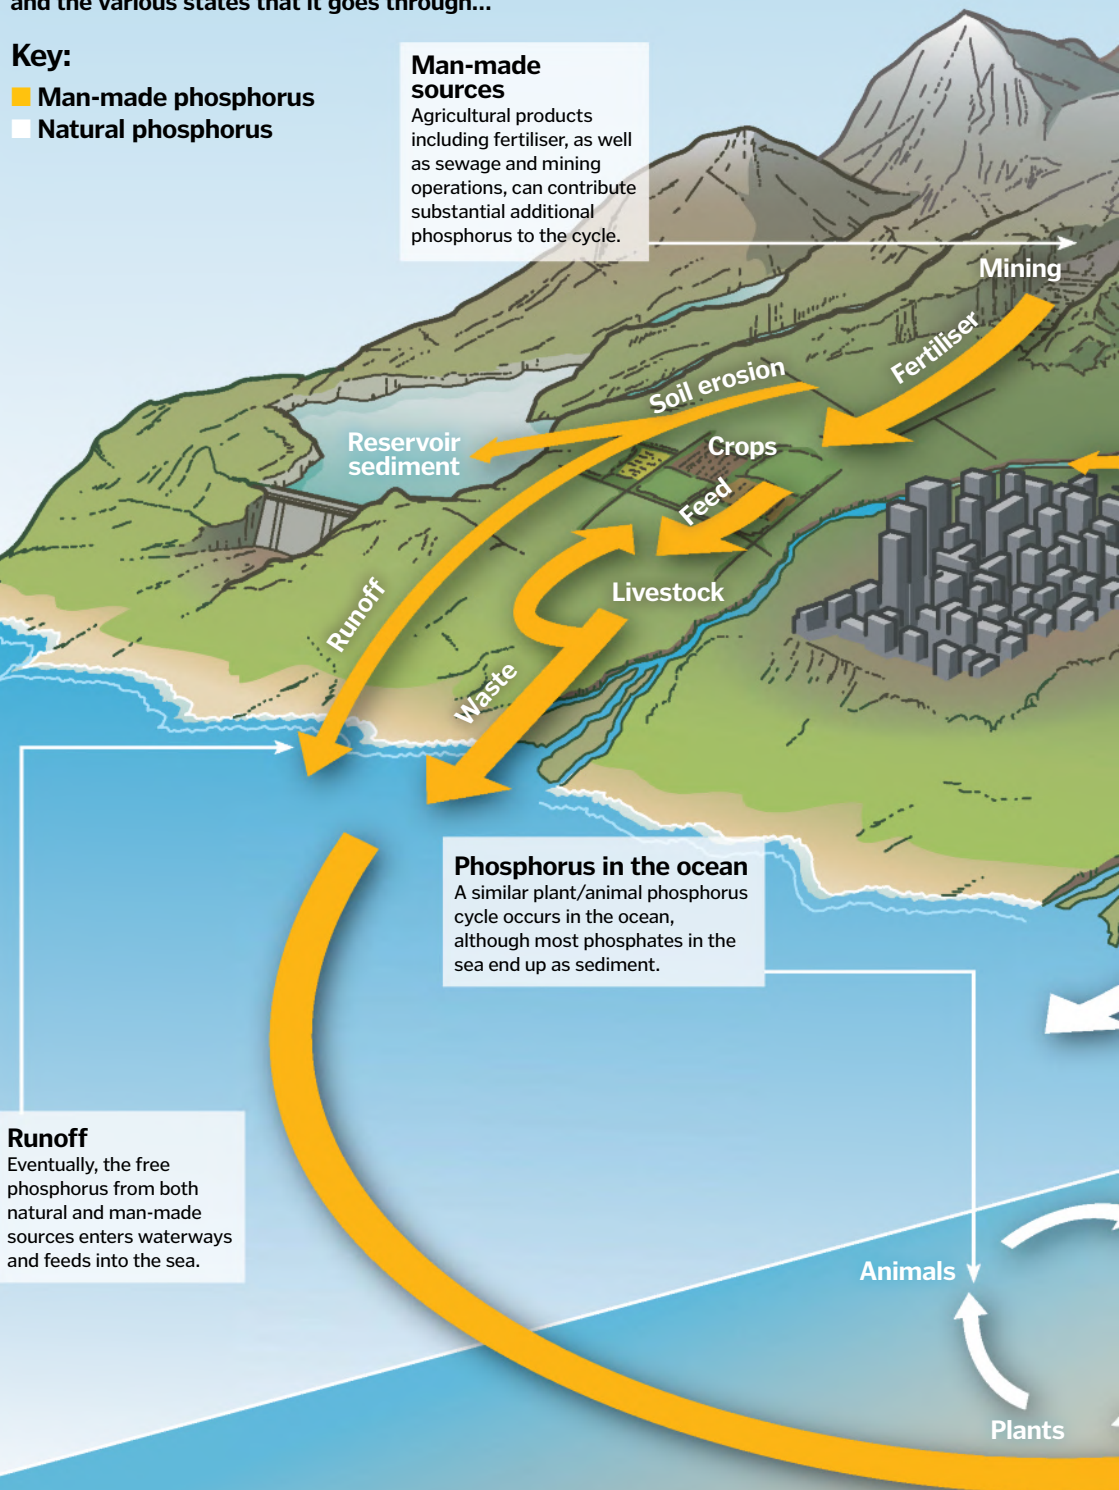 and the various states that it goes through...
Key:
Man-made phosphorus
Natural phosphorus
Man-made
sources
Agricultural products
including fertiliser, as well
as sewage and mining
operations, can contribute
substantial additional
phosphorus to the cycle.
Mining
Fertiliser
Soil erosion
Reservoir
sediment
Crops
Feed
Livestock
Runoff
Waste
Phosphorus in the ocean
A similar plant/animal phosphorus
cycle occurs in the ocean,
although most phosphates in the
sea end up as sediment.
Runoff
Eventually, the free
phosphorus from both
natural and man-made
sources enters waterways
and feeds into the sea.
Animals
Plants